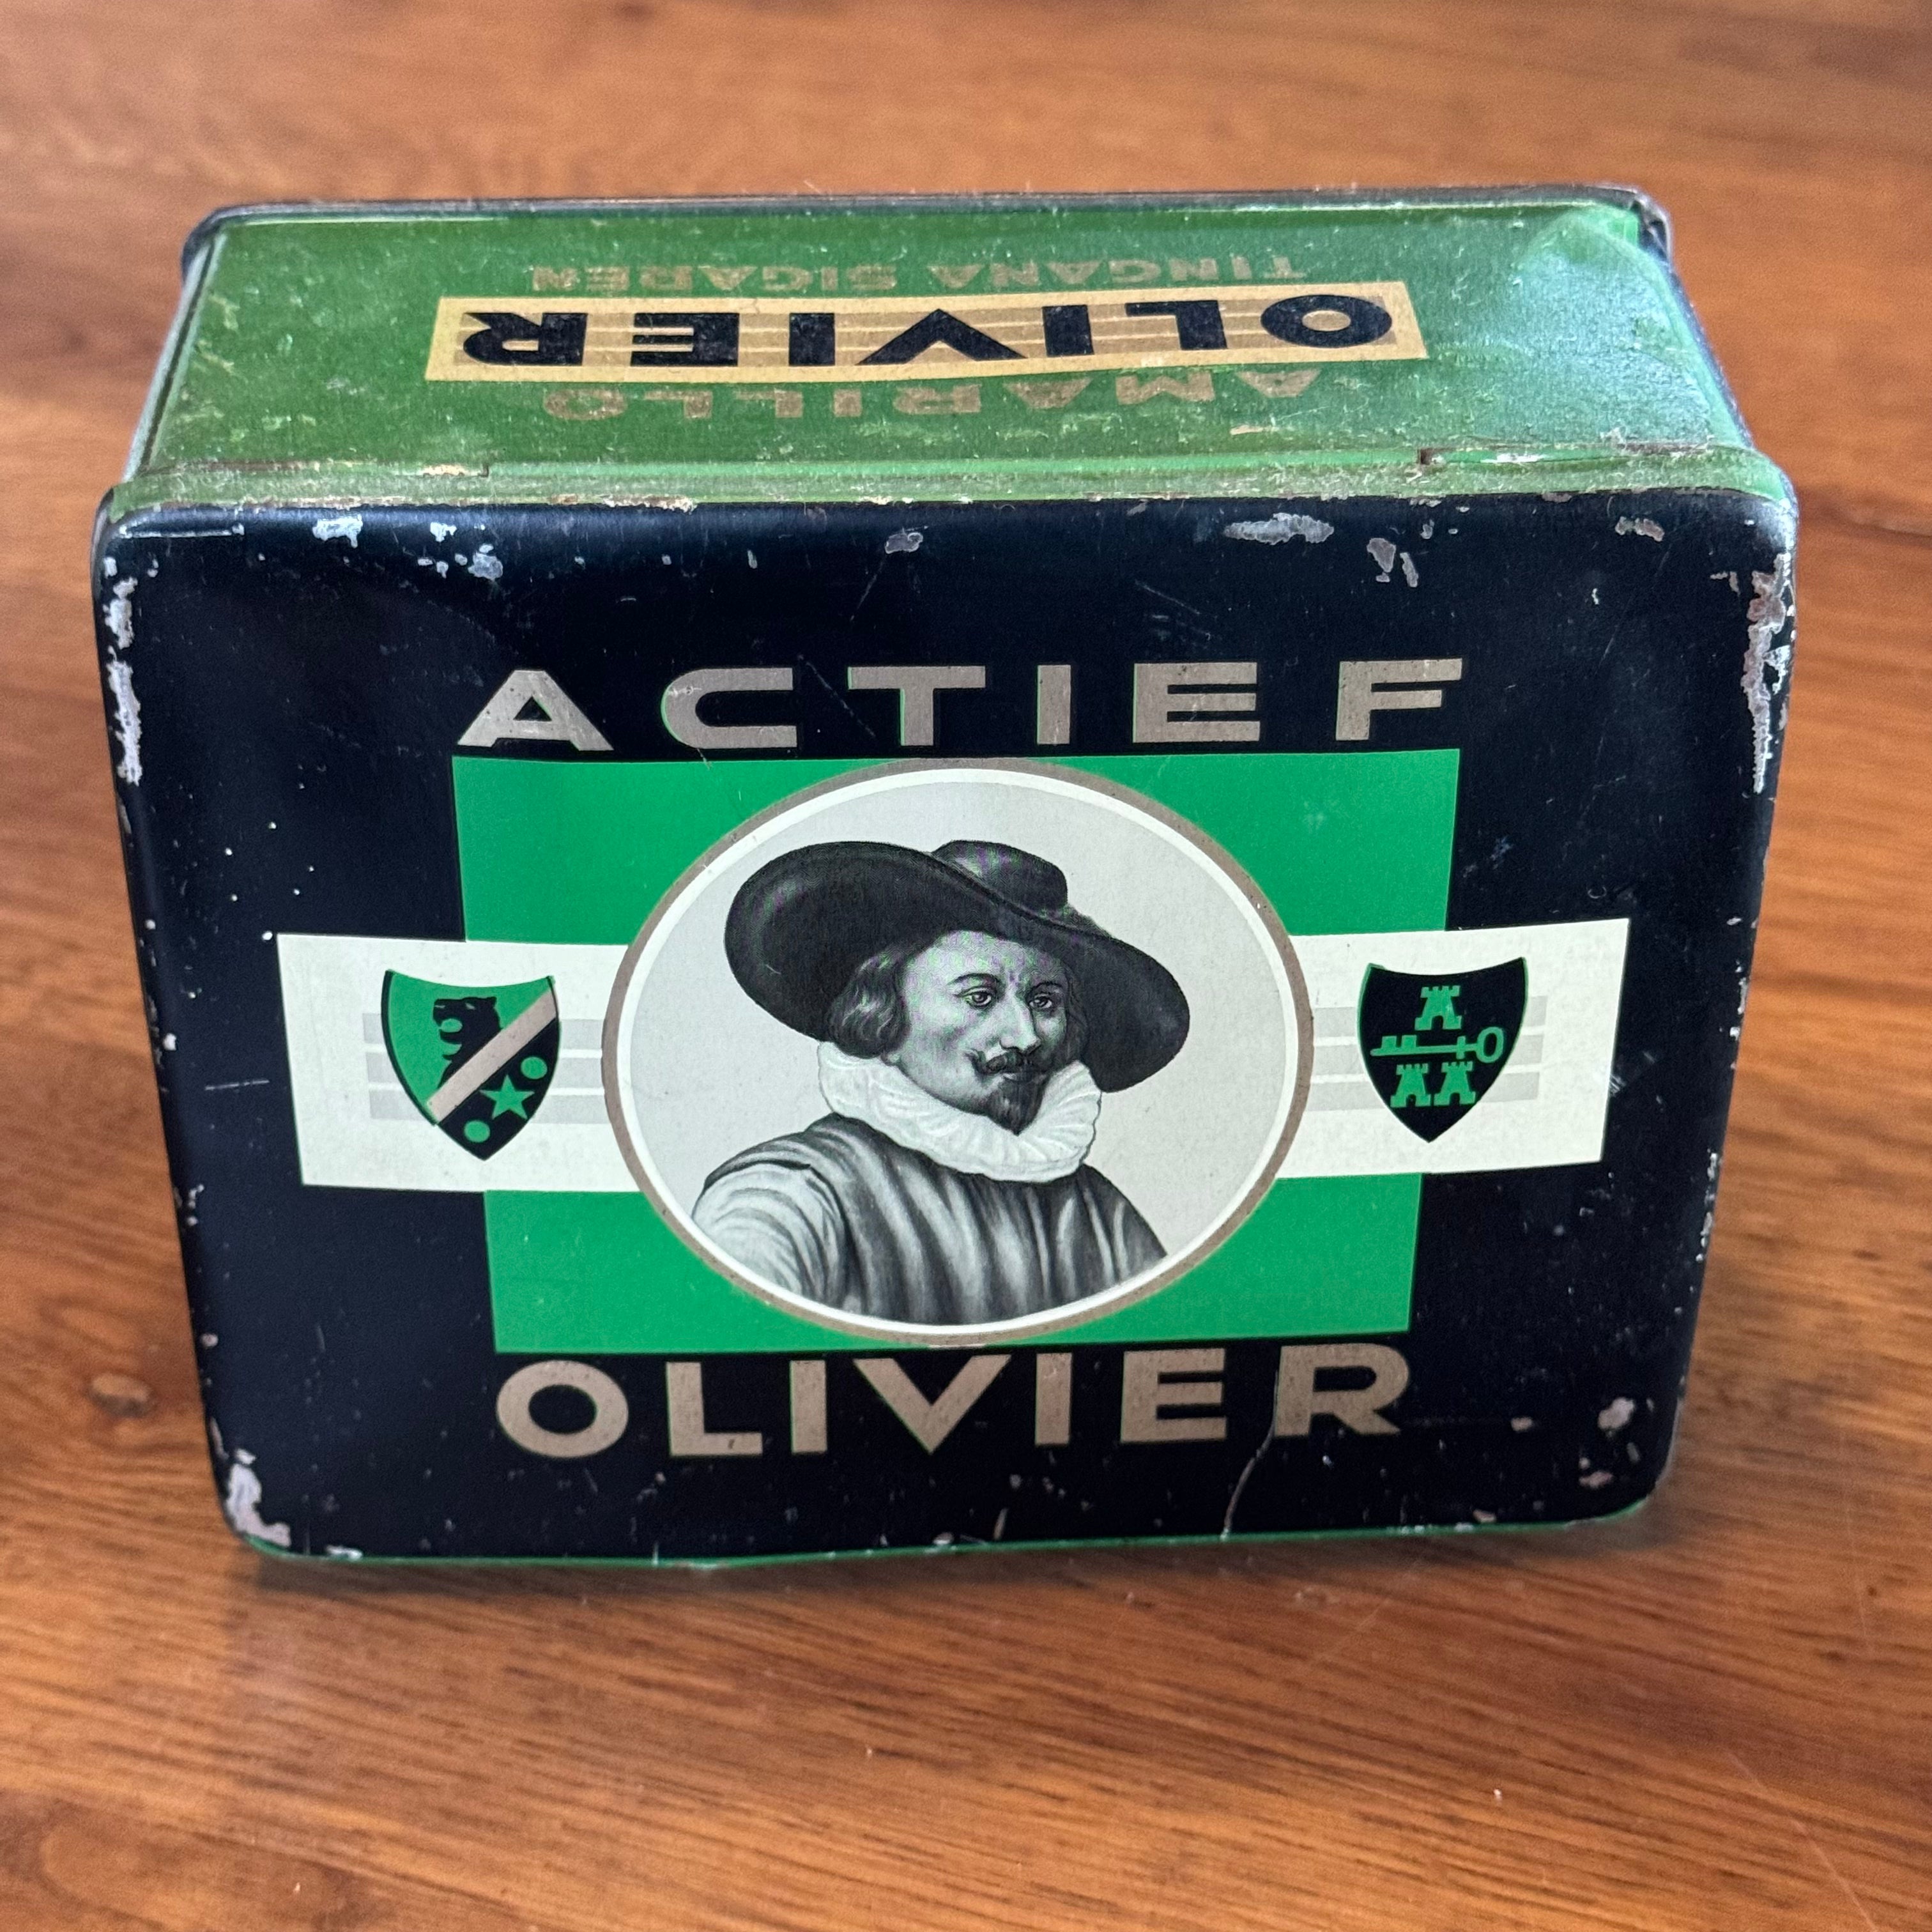 AMARILLO
OLIVIER
TINGANA SIGAREN
ACTIEF
OLIVIER